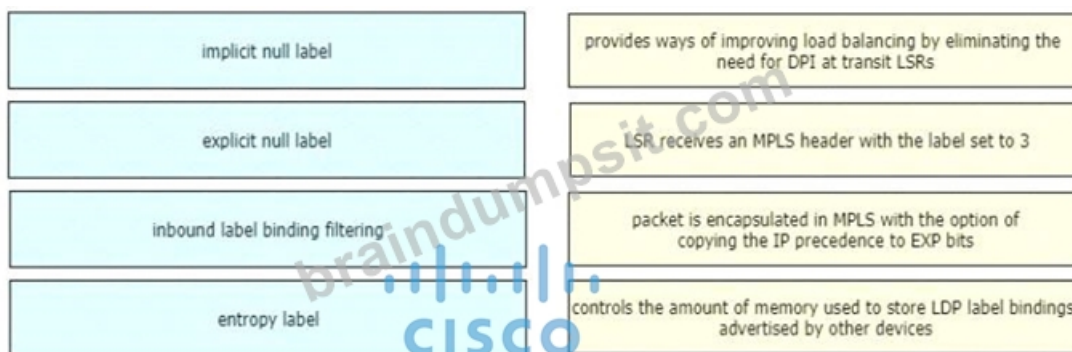 implicit null label
provides ways of improving load balancing by eliminating the
need for DPI at transit LSRs
explicit null label
LSR receives an MPLS header with the label set to 3
inbound label binding filtering
packet is encapsulated in MPLS with the option of
copying the IP precedence to EXP bits
entropy label
controls the amount of memory used to store LDP label bindings
advertised by other devices
braindumpsit.com
CISCO